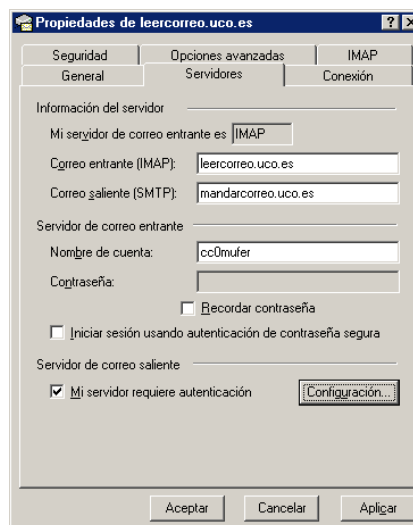 Propiedades de leercorreo.uco.es
Seguridad Opciones avanzadas IMAP
General Servidores Conexión
Información del servidor
Mi servidor de correo entrante es IMAP
Correo entrante (IMAP): leercorreo.uco.es
Correo saliente (SMTP): mandarcorreo.uco.es
Servidor de correo entrante
Nombre de cuenta: cc0mufer
Contraseña:
Recordar contraseña
Iniciar sesión usando autenticación de contraseña segura
Servidor de correo saliente
Mi servidor requiere autenticación Configuración...
Aceptar Cancelar Aplicar